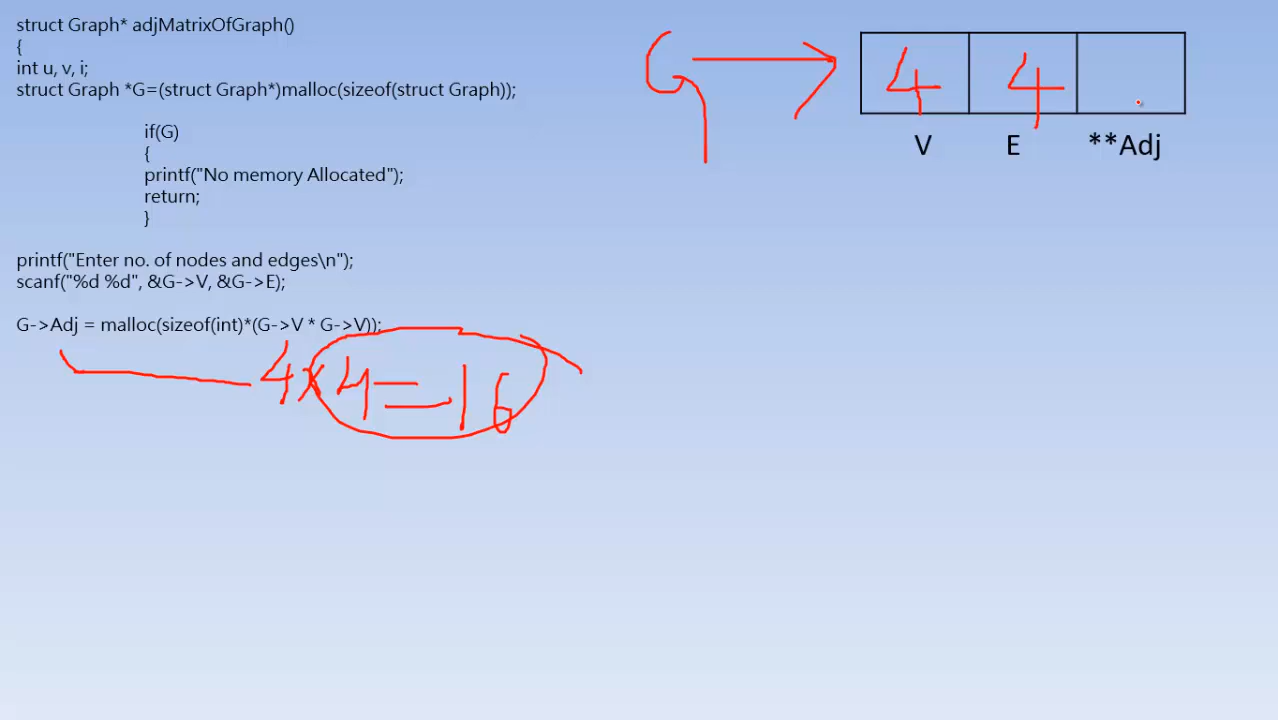 struct Graph* adjMatrixOfGraph()
{
int u, v, i;
struct Graph *G=(struct Graph*)malloc(sizeof(struct Graph));
if(G)
{
printf("No memory Allocated");
return;
}
printf("Enter no. of nodes and edges\n");
scanf("%d %d", &G->V, &G->E);
G->Adj = malloc(sizeof(int)*(G->V * G->V));
4x4=16
G
4 4
V E **Adj